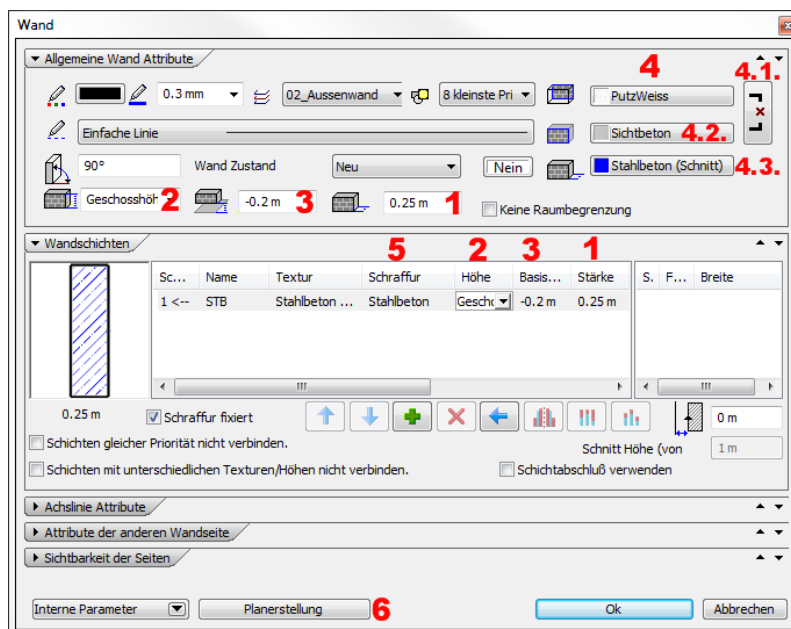 Wand
Allgemeine Wand Attribute
4
4.1.
0.3 mm 02_Aussenwand 8 kleinste Pri PutzWeiss
Einfache Linie Sichtbeton 4.2.
90° Wand Zustand Neu Nein Stahlbeton (Schnitt) 4.3.
Geschosshöh 2 -0.2 m 3 0.25 m 1 Keine Raumbegrenzung
Wandschichten
5 2 3 1
Sc... Name Textur Schraffur Höhe Basis... Stärke S. F... Breite
1 <-- STB Stahlbeton ... Stahlbeton Gescho -0.2 m 0.25 m
0.25 m Schraffur fixiert 0 m
Schichten gleicher Priorität nicht verbinden.
Schnitt Höhe (von 1 m
Schichten mit unterschiedlichen Texturen/Höhen nicht verbinden. Schichtabschluß verwenden
Achslinie Attribute
Attribute der anderen Wandseite
Sichtbarkeit der Seiten
Interne Parameter Planerstellung 6 Ok Abbrechen